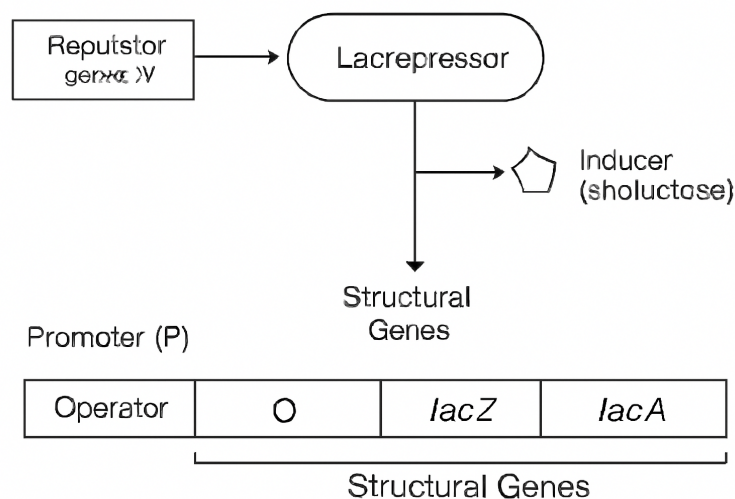 Reputstor
Lacrepressor
Inducer
(sholuctose)
Structural
Genes
Promoter (P)
Operator O lacZ lacA
Structural Genes